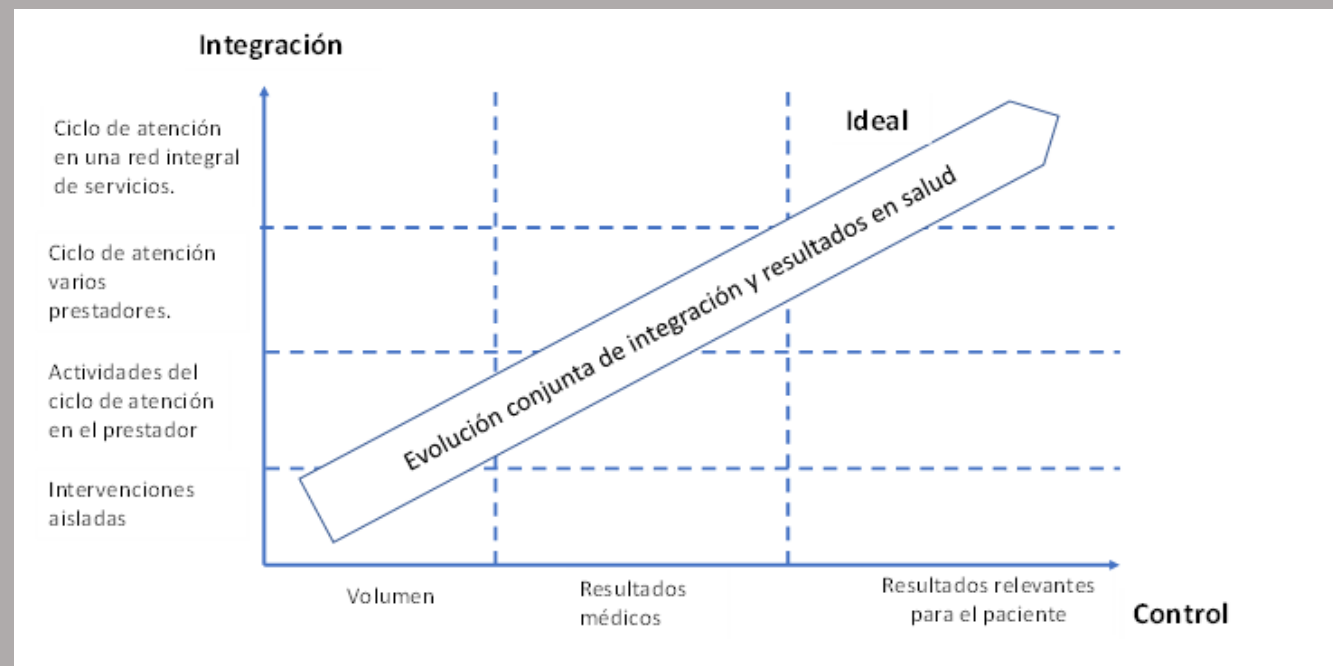 Integración
Ciclo de atención
en una red integral
de servicios.
Ideal
Evolución conjunta de integración y resultados en salud
Ciclo de atención
varios
prestadores.
Actividades del
ciclo de atención
en el prestador
Intervenciones
aisladas
Volumen
Resultados
médicos
Resultados relevantes
para el paciente
Control